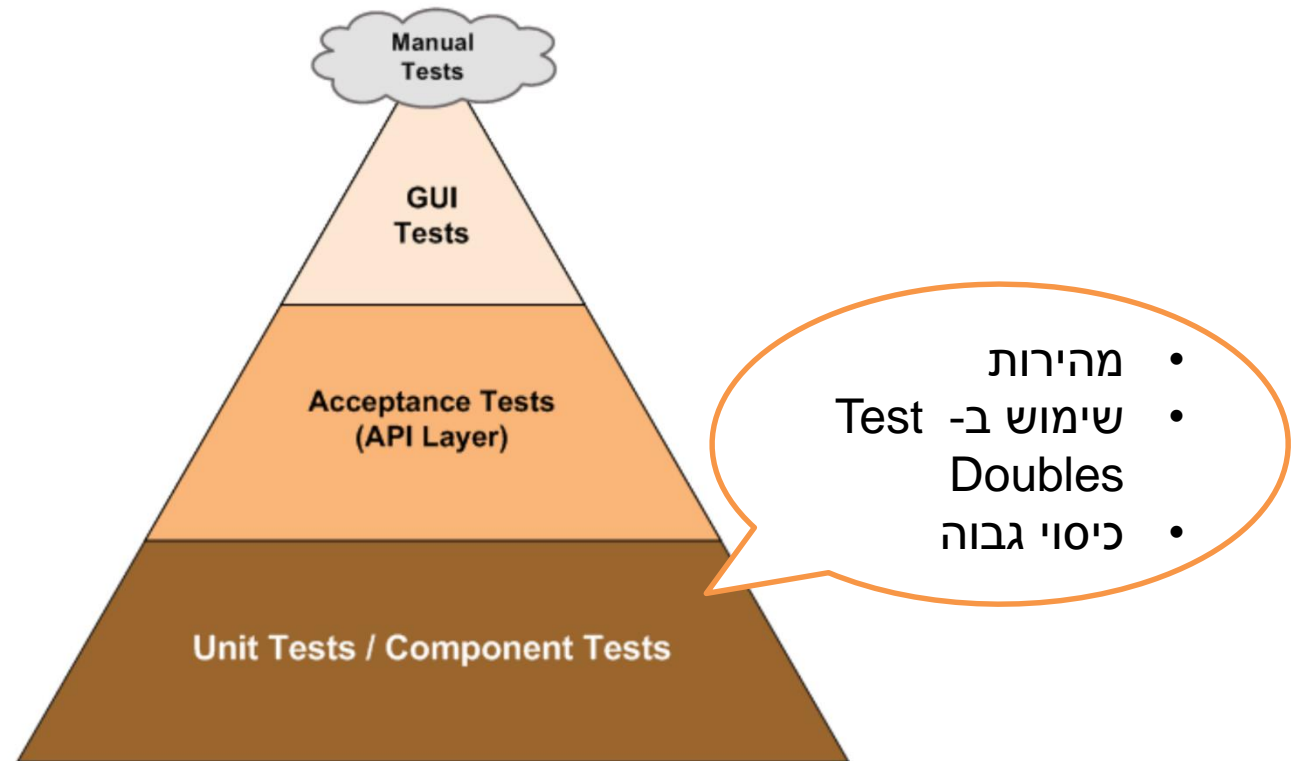 Manual
Tests
GUI
Tests
Acceptance Tests
(API Layer)
Unit Tests / Component Tests
• מהירות
• שימוש ב- Test
Doubles
• כיסוי גבוה